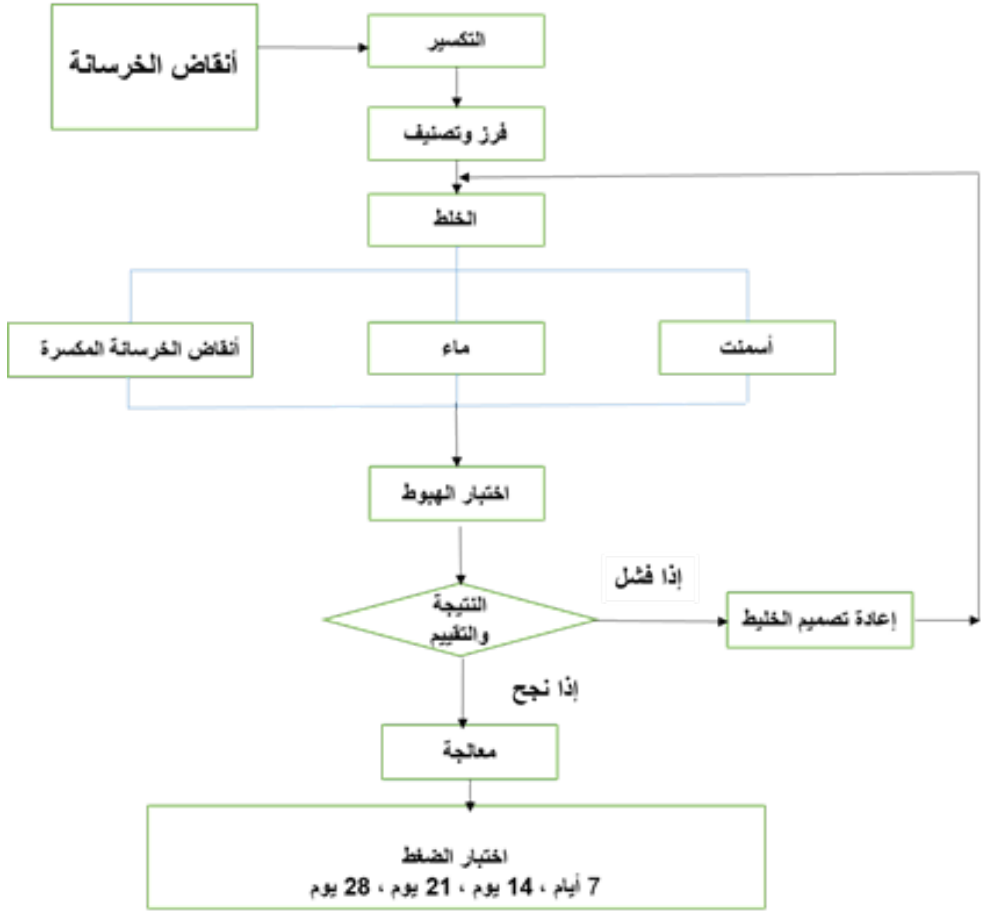 أنقاض الخرسانة
التكسير
فرز وتصنيف
الخلط
أنقاض الخرسانة المكسرة
ماء
أسمنت
اختبار الهبوط
النتيجة
والتقييم
إذا فشل
إعادة تصميم الخليط
إذا نجح
معالجة
اختبار الضغط
7 أيام ، 14 يوم ، 21 يوم ، 28 يوم